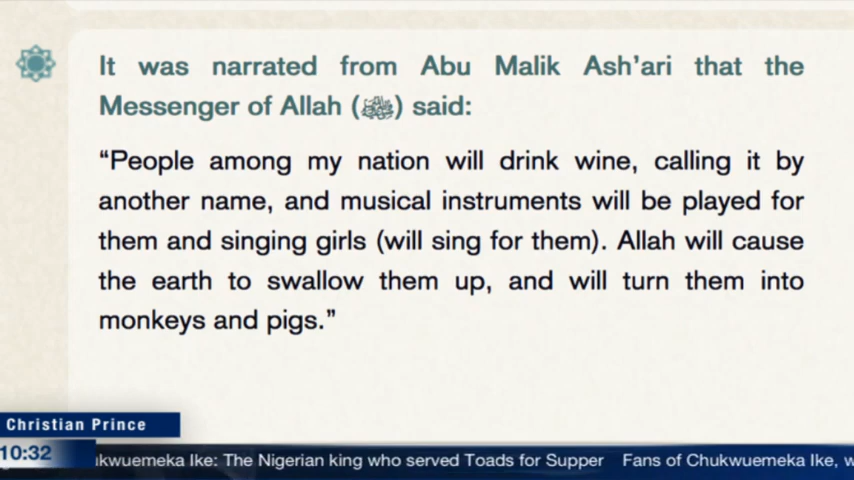 It was narrated from Abu Malik Ash’ari that the
Messenger of Allah (ﷺ) said:
“People among my nation will drink wine, calling it by
another name, and musical instruments will be played for
them and singing girls (will sing for them). Allah will cause
the earth to swallow them up, and will turn them into
monkeys and pigs.”
Christian Prince
10:32
Ike: The Nigerian king who served Toads for Supper Fans of Chukwuemeka Ike,